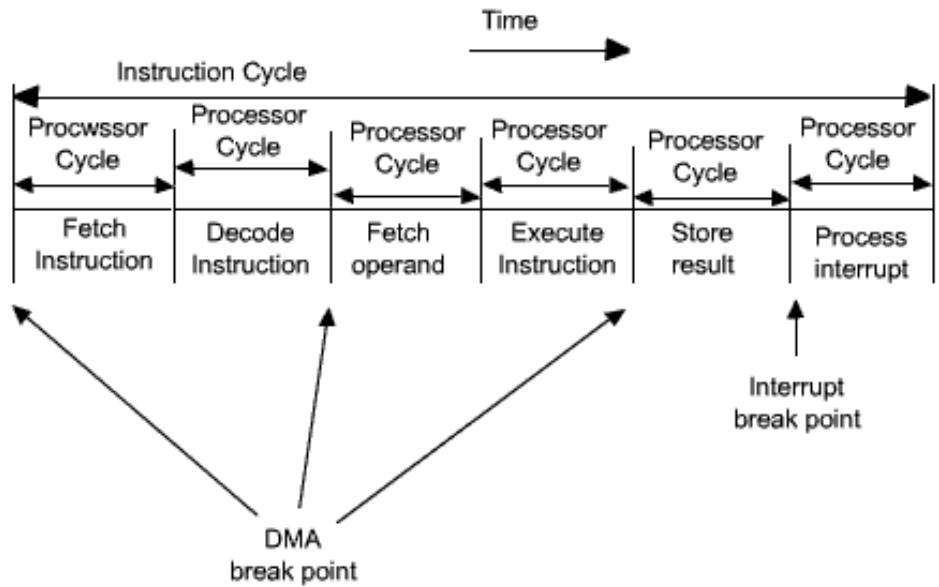 Time
Instruction Cycle
Procwssor
Cycle
Processor
Cycle
Processor
Cycle
Processor
Cycle
Processor
Cycle
Processor
Cycle
Fetch
Instruction
Decode
Instruction
Fetch
operand
Execute
Instruction
Store
result
Process
interrupt
Interrupt
break point
DMA
break point